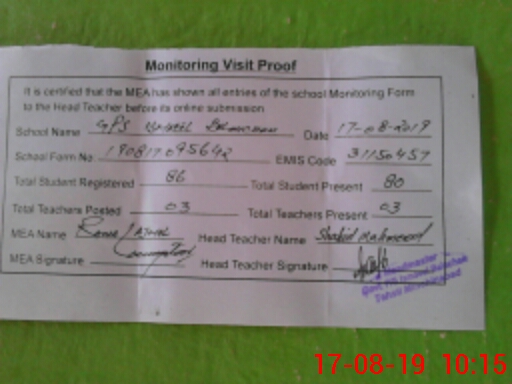 Monitoring Visit Proof
It is certified that the MEA has shown all entries of the school Monitoring Form
to the Head Teacher before its online submission.
School Name GPS Date 17-08-2019
School Form No 190817095642 EMIS Code 31150457
Total Student Registered 86 Total Student Present 80
Total Teachers Posted 03 Total Teachers Present 03
MEA Name Head Teacher Name Shahid Mahmood
MEA Signature Head Teacher Signature
Headmaster
17-08-19 10:15